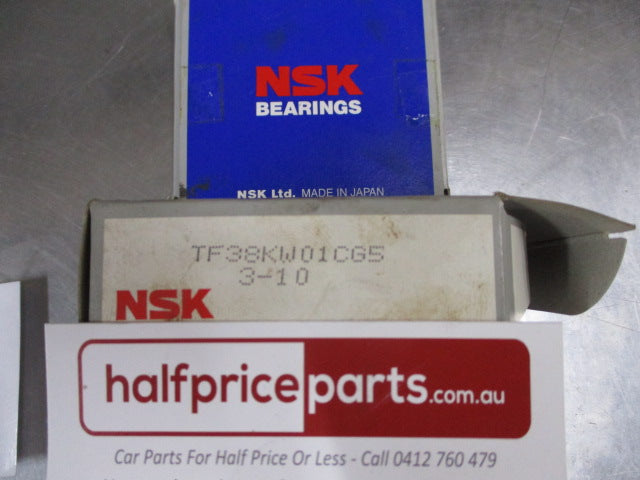 NSK
BEARINGS
NSK Ltd. MADE IN JAPAN
TF38KW01CG5
3-10
NSK
halfpriceparts.com.au
Car Parts For Half Price Or Less - Call 0412 760 479